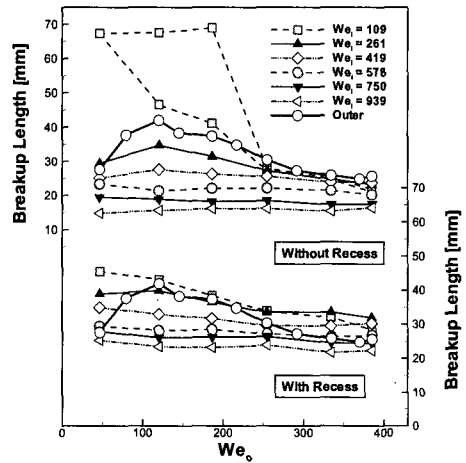 Breakup Length [mm]
80
70
60
50
40
30
20
10
We_i = 109
We_i = 261
We_i = 419
We_i = 578
We_i = 750
We_i = 939
Outer
Without Recess
With Recess
70
60
50
40
30
20
10
0
Breakup Length [mm]
0
100
200
300
400
We_o